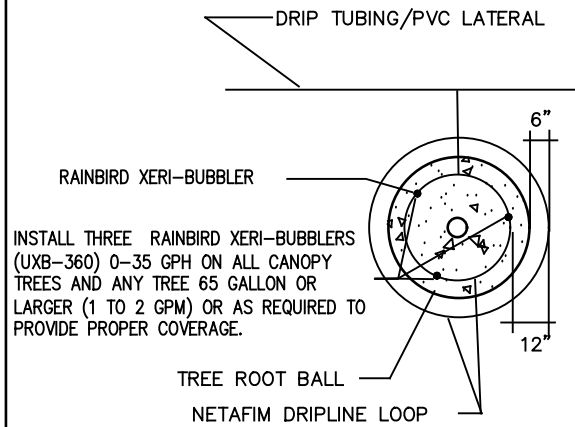 DRIP TUBING/PVC LATERAL
6"
RAINBIRD XERI-BUBBLER
INSTALL THREE RAINBIRD XERI-BUBBLERS
(UXB-360) 0-35 GPH ON ALL CANOPY
TREES AND ANY TREE 65 GALLON OR
LARGER (1 TO 2 GPM) OR AS REQUIRED TO
PROVIDE PROPER COVERAGE.
12"
TREE ROOT BALL
NETAFIM DRIPLINE LOOP